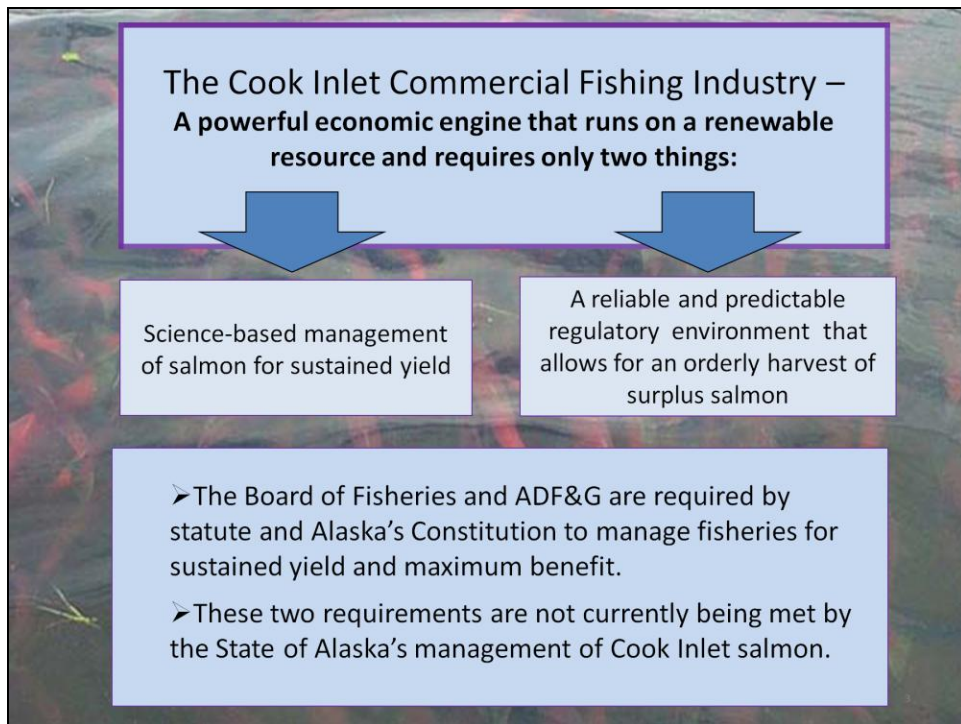 The Cook Inlet Commercial Fishing Industry –
A powerful economic engine that runs on a renewable
resource and requires only two things:
Science-based management
of salmon for sustained yield
A reliable and predictable
regulatory environment that
allows for an orderly harvest of
surplus salmon
➢The Board of Fisheries and ADF&G are required by
statute and Alaska’s Constitution to manage fisheries for
sustained yield and maximum benefit.
➢These two requirements are not currently being met by
the State of Alaska’s management of Cook Inlet salmon.